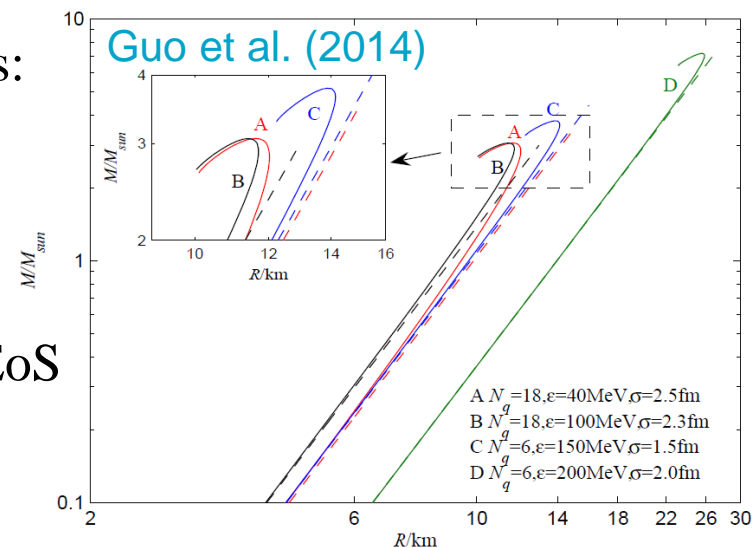 Guo et al. (2014)
s:
EoS
10
1
0.1
M/M_sun
2
6
10
14
18
22
26
30
R/km
4
3
2
M/M_sun
10
12
14
16
R/km
A
B
C
A
B
C
D
A N_q=18,ε=40MeV,σ=2.5fm
B N_q=18,ε=100MeV,σ=2.3fm
C N_q=6,ε=150MeV,σ=1.5fm
D N_q=6,ε=200MeV,σ=2.0fm